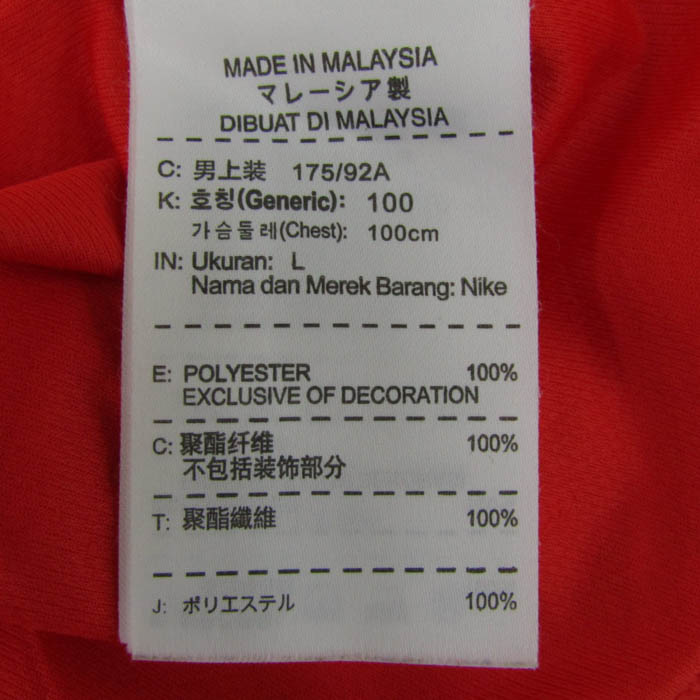 MADE IN MALAYSIA
マレーシア製
DIBUAT DI MALAYSIA
C: 男上装 175/92A
K: 호칭(Generic): 100
가슴둘레(Chest): 100cm
IN: Ukuran: L
Nama dan Merek Barang: Nike
E: POLYESTER 100%
EXCLUSIVE OF DECORATION
C: 聚酯纤维 100%
不包括装饰部分
T: 聚酯纖維 100%
J: ポリエステル 100%